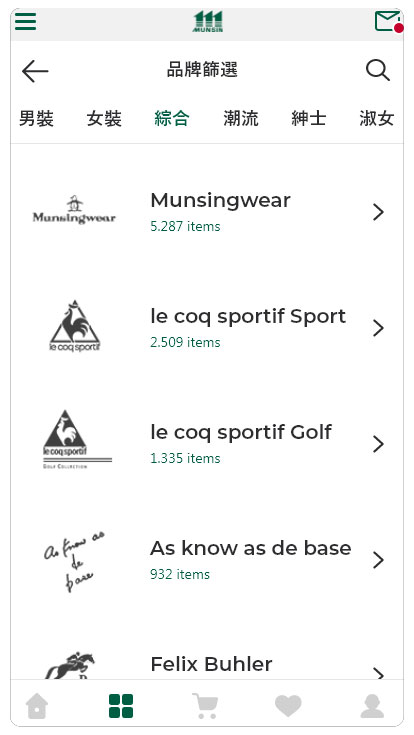 MUNSIN
品牌篩選
男裝 女裝 綜合 潮流 紳士 淑女
Munsingwear
Munsingwear
5.287 items
le coq sportif
le coq sportif Sport
2.509 items
le coq sportif
GOLF COLLECTION
le coq sportif Golf
1.335 items
As know as
de
base
As know as de base
932 items
Felix Buhler